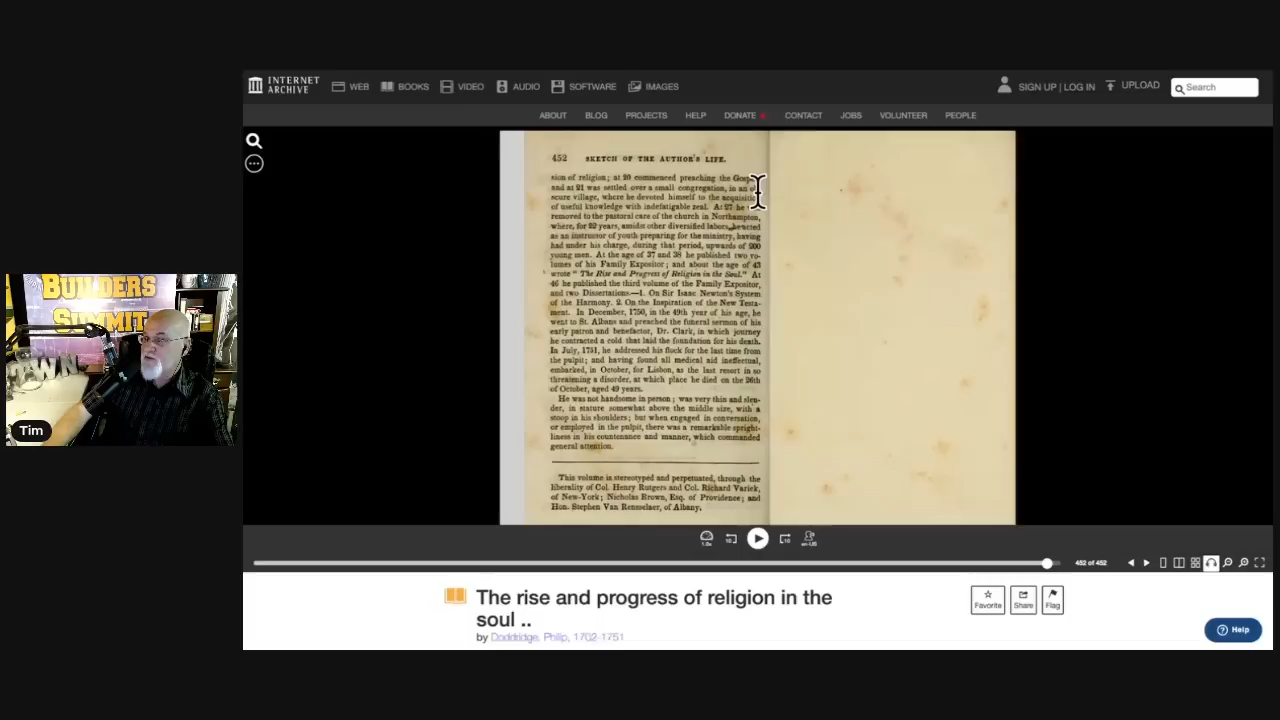 INTERNET
ARCHIVE
WEB BOOKS VIDEO AUDIO SOFTWARE IMAGES
SIGN UP | LOG IN UPLOAD Search
ABOUT BLOG PROJECTS HELP DONATE CONTACT JOBS VOLUNTEER PEOPLE
452 SKETCH OF THE AUTHOR'S LIFE.
sion of religion; at 20 commenced preaching the
and at 21 was settled over a small congregation, in an
scure village, where he devoted himself to the
of useful knowledge with indefatigable zeal. At 27 he
removed to the pastoral care of the church in Northampton,
where, for 22 years, amidst other diversified labors, he acted
as an instructor of youth preparing for the ministry, having
had under his charge, during that period, upwards of 200
young men. At the age of 37 and 38 he published two vo-
lumes of his Family Expositor; and about the age of 43
wrote "The Rise and Progress of Religion in the Soul." At
46 he published the third volume of the Family Expositor,
and two Dissertations.—1. On Sir Isaac Newton's System
of the Harmony. 2. On the Inspiration of the New Testa-
ment. In December, 1750, in the 49th year of his age, he
went to St. Albans and preached the funeral sermon of his
early patron and benefactor, Dr. Clark, in which journey
he contracted a cold that laid the foundation for his death.
In July, 1751, he addressed his flock for the last time from
the pulpit; and having found all medical aid ineffectual,
embarked, in October, for Lisbon, as the last resort in so
threatening a disorder, at which place he died on the 26th
of October, aged 49 years.
He was not handsome in person; was very thin and slen-
der, in stature somewhat above the middle size, with a
stoop in his shoulders; but when engaged in conversation,
or employed in the pulpit, there was a remarkable spright-
liness in his countenance and manner, which commanded
general attention.
This volume is stereotyped and perpetuated, through the
liberality of Col. Henry Rutgers and Col. Richard Varick,
of New-York; Nicholas Brown, Esq. of Providence; and
Hon. Stephen Van Rensselaer, of Albany.
BUILDERS
SUMMIT
Tim
1.0x 10 10 en-US
452 of 452
The rise and progress of religion in the
soul ..
by Doddridge, Philip, 1702-1751
Favorite Share Flag
Help